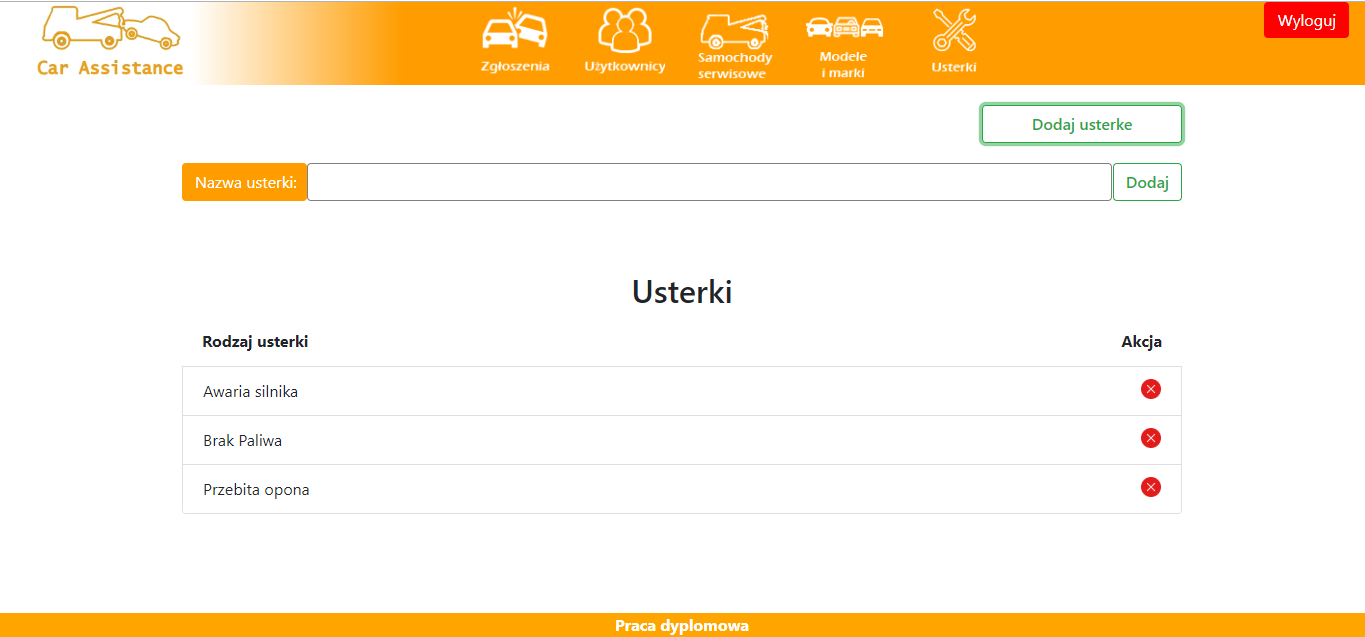 Car Assistance
Zgłoszenia
Użytkownicy
Samochody
serwisowe
Modele
i marki
Usterki
Wyloguj
Dodaj usterke
Nazwa usterki:
Dodaj
Usterki
Rodzaj usterki Akcja
Awaria silnika
Brak Paliwa
Przebita opona
Praca dyplomowa